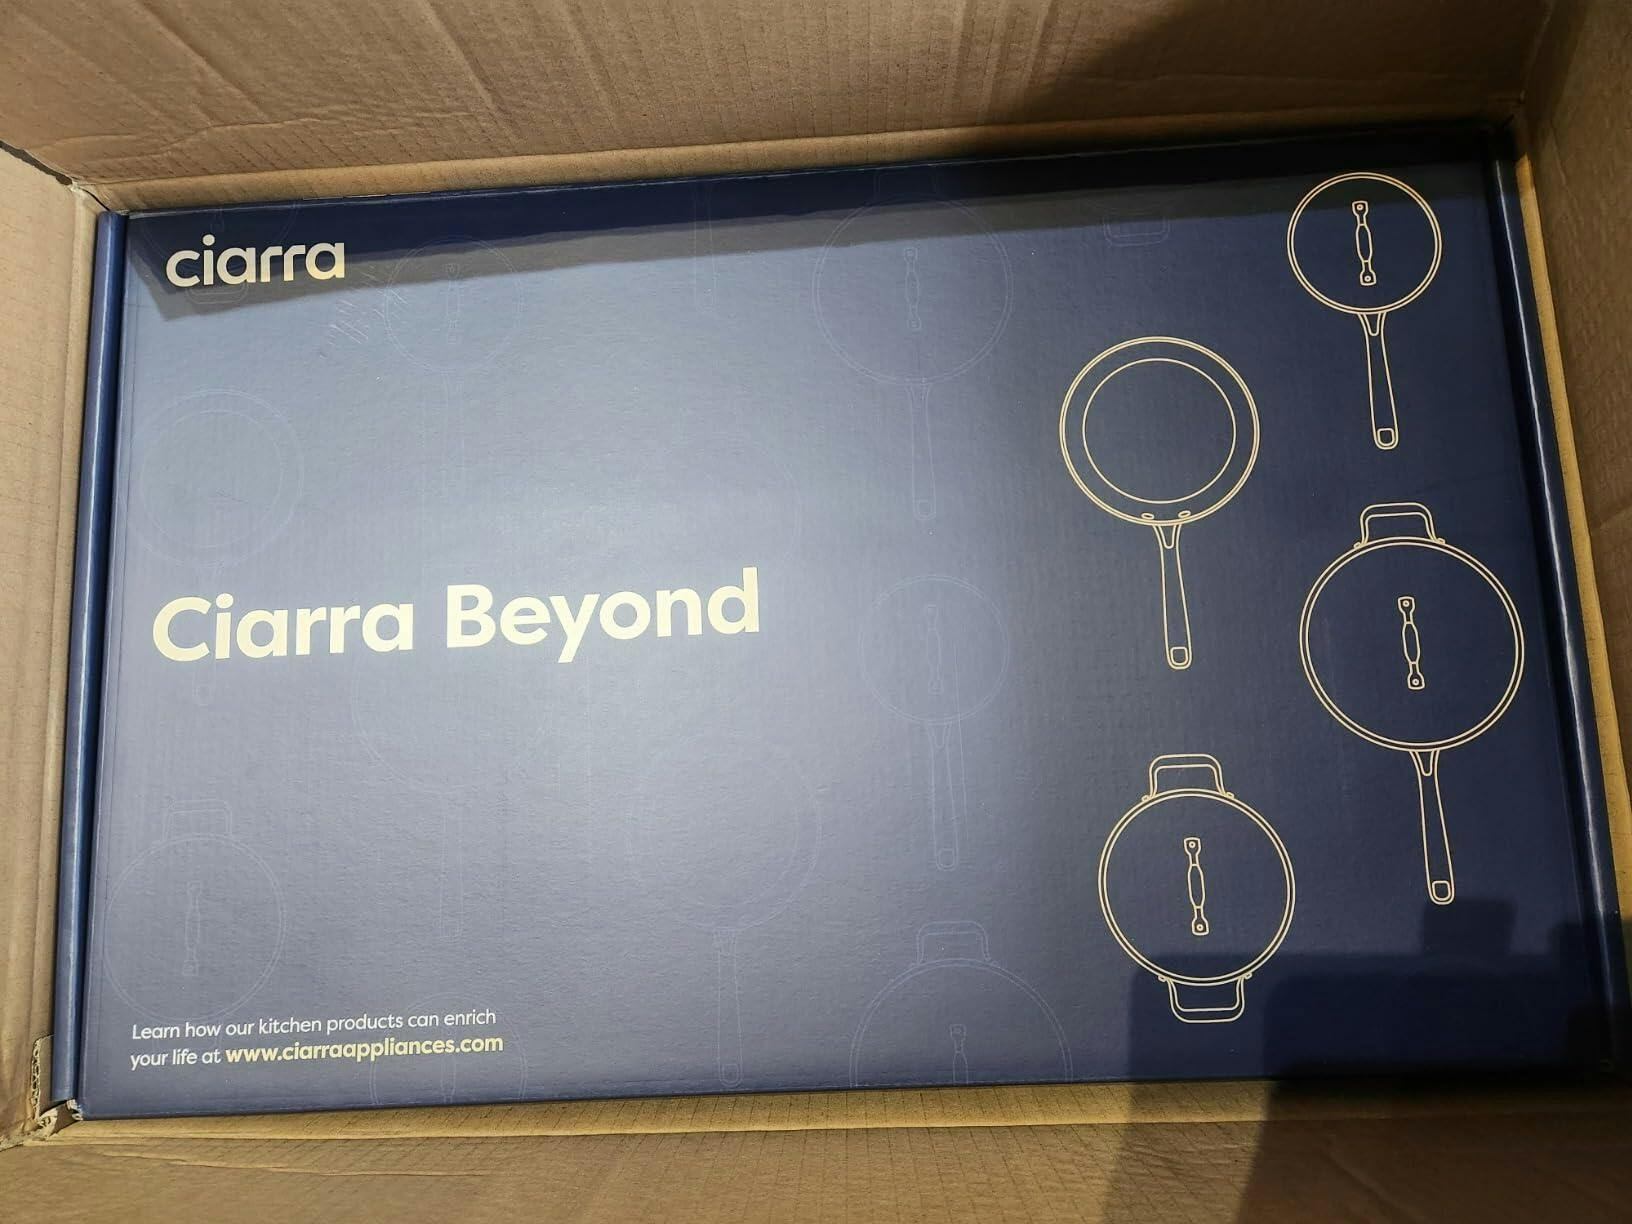 ciarra
Ciarra Beyond
Learn how our kitchen products can enrich
your life at www.ciarraappliances.com